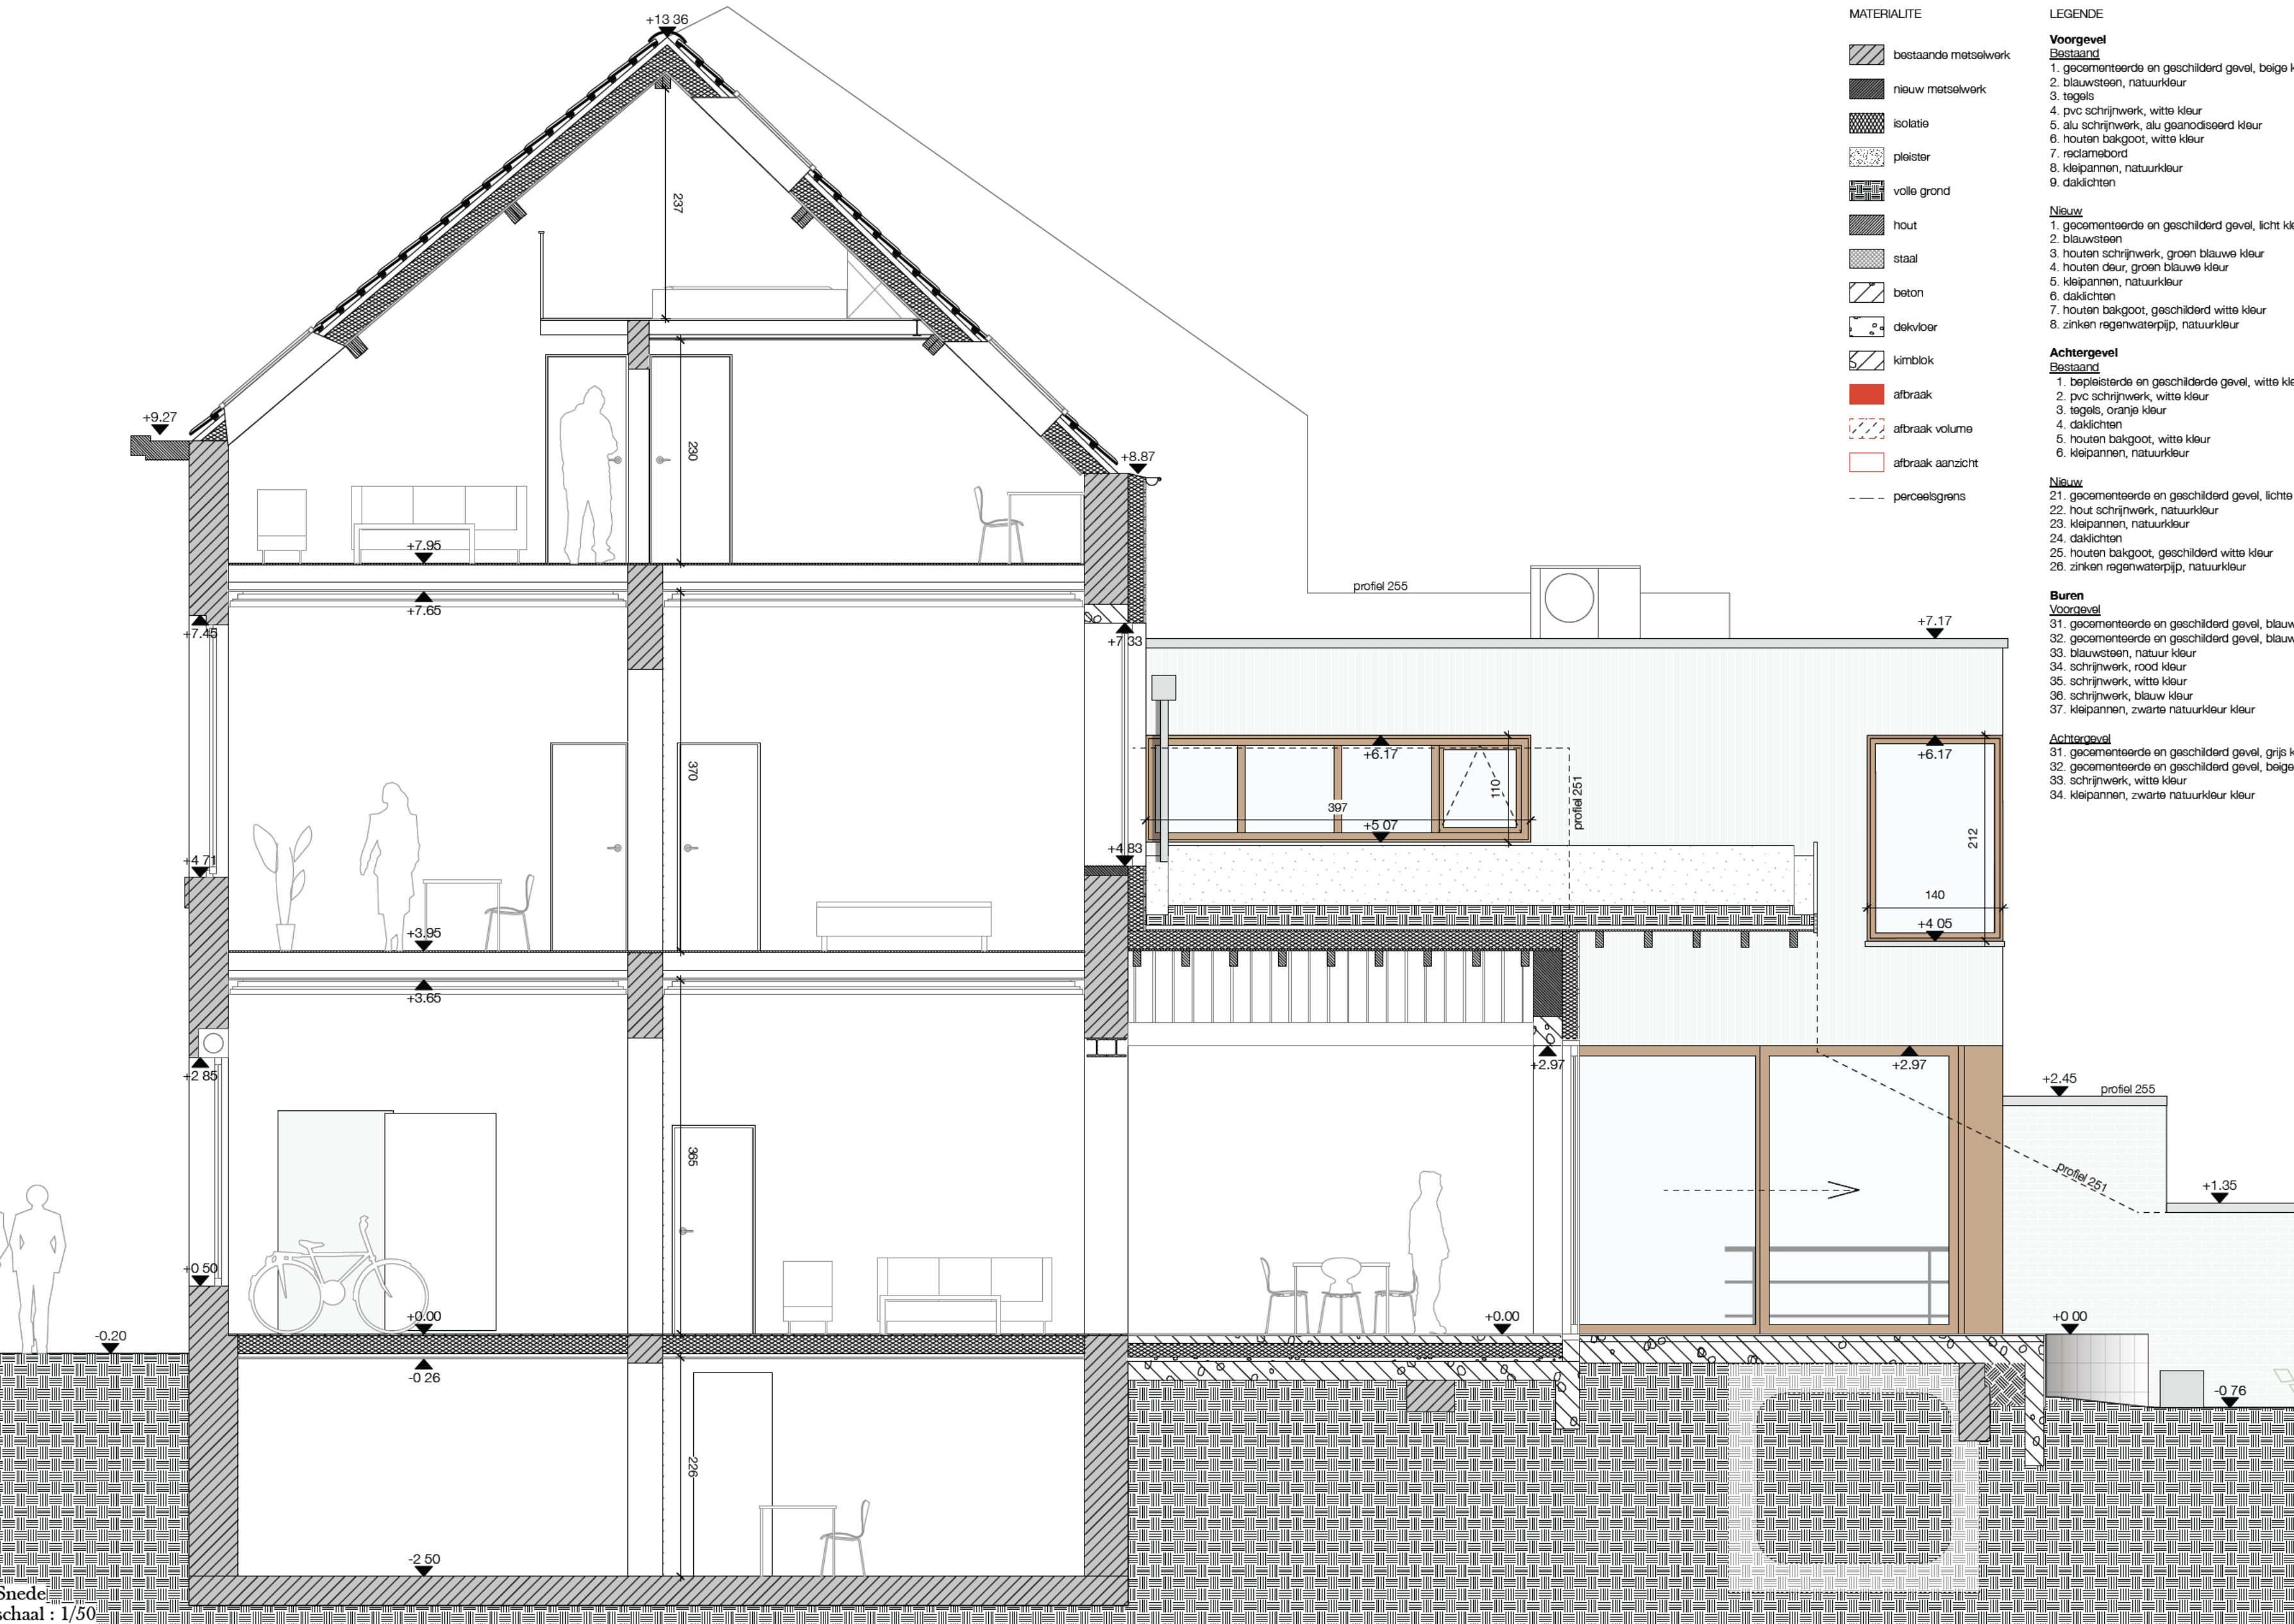 +13 36
237
+9.27
230
+8.87
+7.95
+7.65
+7.45
+7 33
profiel 255
+7.17
370
+6.17
110
397
+5 07
profiel 251
+6.17
212
140
+4 05
+4 71
+4 83
+3.95
+3.65
+2 85
+2.97
+2.97
+2.45
profiel 255
profiel 251
+1.35
365
+0 50
+0.00
+0.00
+0 00
-0.20
-0 26
-0 76
226
-2 50
Snede
schaal : 1/50
MATERIALITE
bestaande metselwerk
nieuw metselwerk
isolatie
pleister
volle grond
hout
staal
beton
dekvloer
kimblok
afbraak
afbraak volume
afbraak aanzicht
perceelsgrens
LEGENDE
Voorgevel
Bestaand
1. gecementeerde en geschilderd gevel, beige k
2. blauwsteen, natuurkleur
3. tegels
4. pvc schrijnwerk, witte kleur
5. alu schrijnwerk, alu geanodiseerd kleur
6. houten bakgoot, witte kleur
7. reclamebord
8. kleipannen, natuurkleur
9. daklichten
Nieuw
1. gecementeerde en geschilderd gevel, licht kle
2. blauwsteen
3. houten schrijnwerk, groen blauwe kleur
4. houten deur, groen blauwe kleur
5. kleipannen, natuurkleur
6. daklichten
7. houten bakgoot, geschilderd witte kleur
8. zinken regenwaterpijp, natuurkleur
Achtergevel
Bestaand
1. bepleisterde en geschilderde gevel, witte kle
2. pvc schrijnwerk, witte kleur
3. tegels, oranje kleur
4. daklichten
5. houten bakgoot, witte kleur
6. kleipannen, natuurkleur
Nieuw
21. gecementeerde en geschilderd gevel, lichte
22. hout schrijnwerk, natuurkleur
23. kleipannen, natuurkleur
24. daklichten
25. houten bakgoot, geschilderd witte kleur
26. zinken regenwaterpijp, natuurkleur
Buren
Voorgevel
31. gecementeerde en geschilderd gevel, blauw
32. gecementeerde en geschilderd gevel, blauw
33. blauwsteen, natuur kleur
34. schrijnwerk, rood kleur
35. schrijnwerk, witte kleur
36. schrijnwerk, blauw kleur
37. kleipannen, zwarte natuurkleur kleur
Achtergevel
31. gecementeerde en geschilderd gevel, grijs k
32. gecementeerde en geschilderd gevel, beige
33. schrijnwerk, witte kleur
34. kleipannen, zwarte natuurkleur kleur